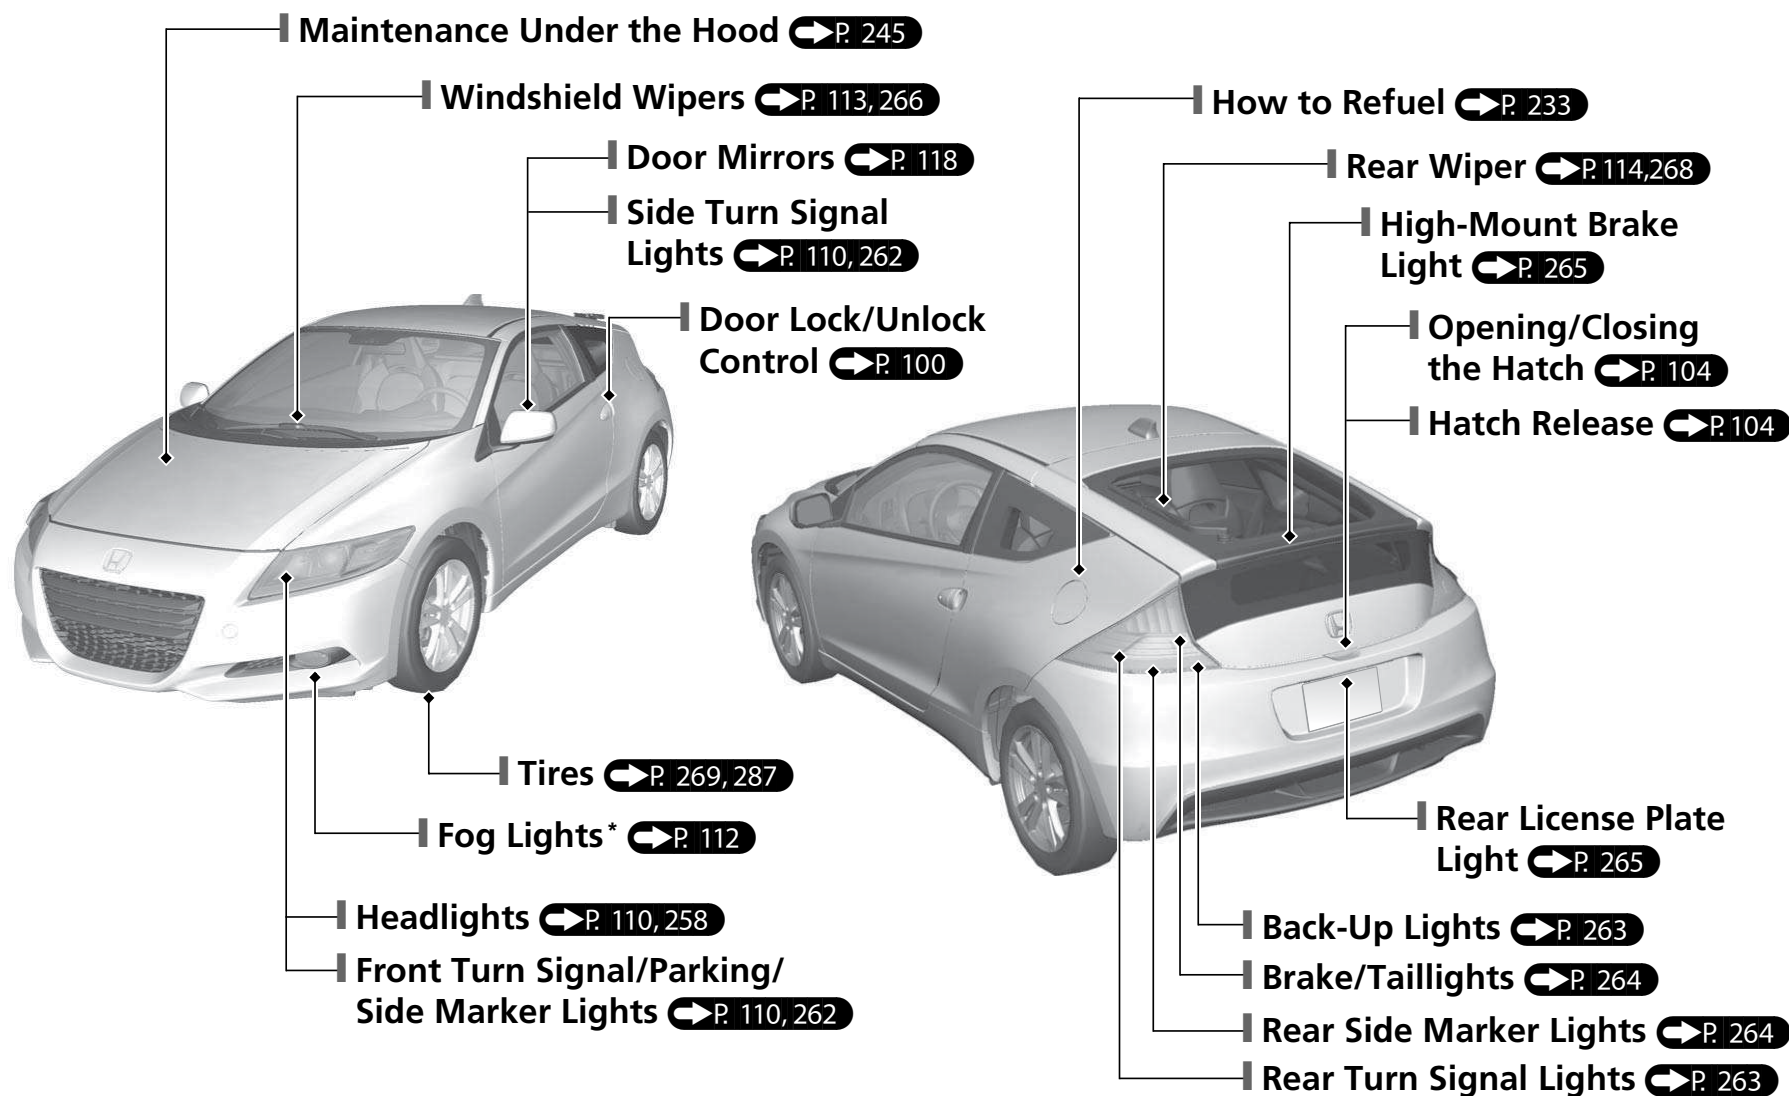 Maintenance Under the Hood P. 245
Windshield Wipers P. 113, 266
Door Mirrors P. 118
Side Turn Signal
Lights P. 110, 262
Door Lock/Unlock
Control P. 100
Tires P. 269, 287
Fog Lights* P. 112
Headlights P. 110, 258
Front Turn Signal/Parking/
Side Marker Lights P. 110, 262
How to Refuel P. 233
Rear Wiper P. 114,268
High-Mount Brake
Light P. 265
Opening/Closing
the Hatch P. 104
Hatch Release P. 104
Rear License Plate
Light P. 265
Back-Up Lights P. 263
Brake/Taillights P. 264
Rear Side Marker Lights P. 264
Rear Turn Signal Lights P. 263